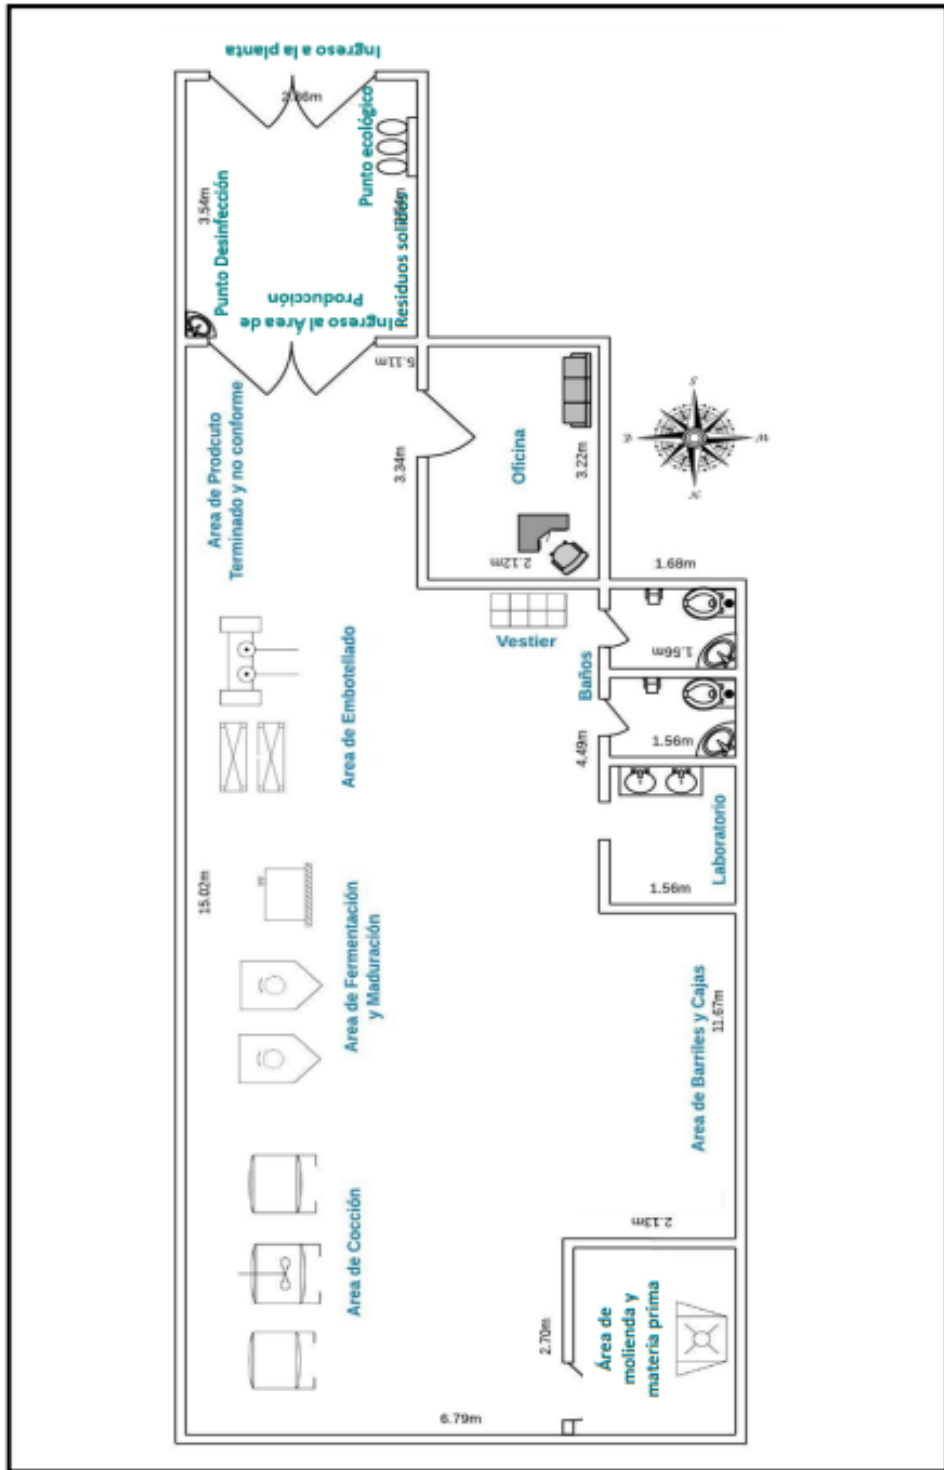 Ingreso a la planta
3.54m
Punto Desinfección
Punto ecológico
Residuos solidos
Ingreso al Área de
Producción
5.11m
Area de Prodcuto
Terminado y no conforme
3.34m
Oficina
3.22m
2.12m
1.68m
Vestier
Baños
1.56m
1.56m
4.49m
Area de Embotellado
Laboratorio
1.56m
15.02m
Area de Fermentación
y Maduración
Area de Barriles y Cajas
11.67m
2.13m
Area de Cocción
2.70m
Área de
molienda y
materia prima
6.79m